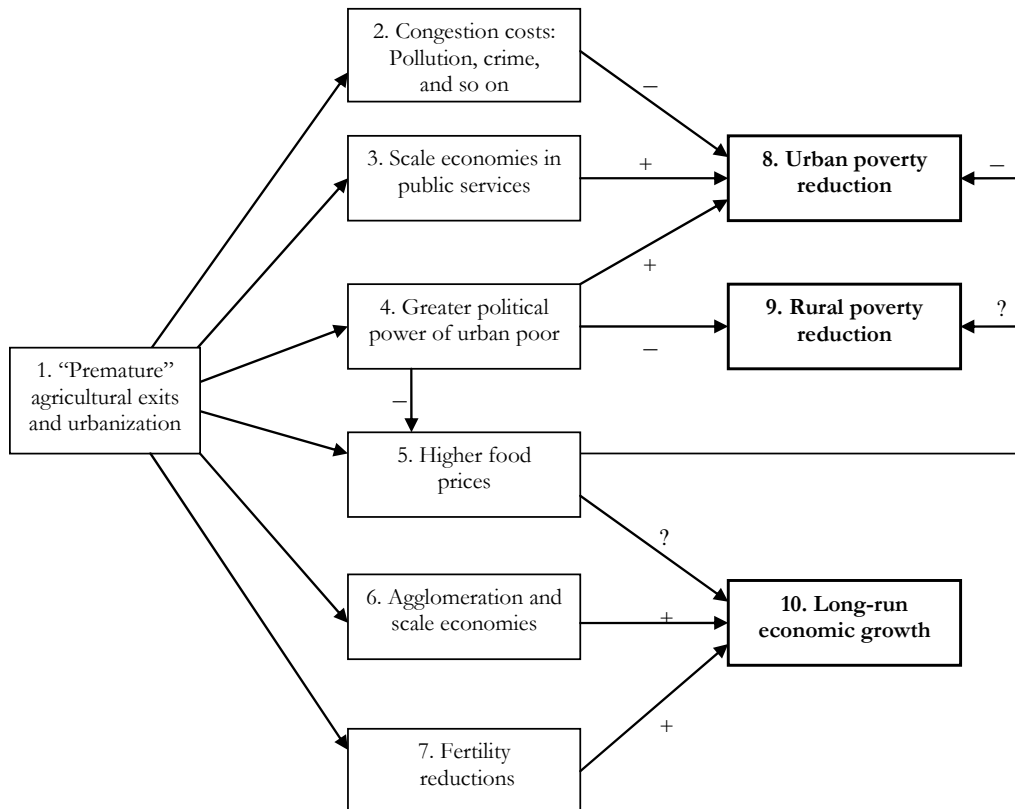 2. Congestion costs:
Pollution, crime,
and so on
–
3. Scale economies in
public services
+
8. Urban poverty
reduction
–
+
4. Greater political
power of urban poor
–
9. Rural poverty
reduction
?
1. “Premature”
agricultural exits
and urbanization
–
5. Higher food
prices
?
6. Agglomeration and
scale economies
+
10. Long-run
economic growth
+
7. Fertility
reductions